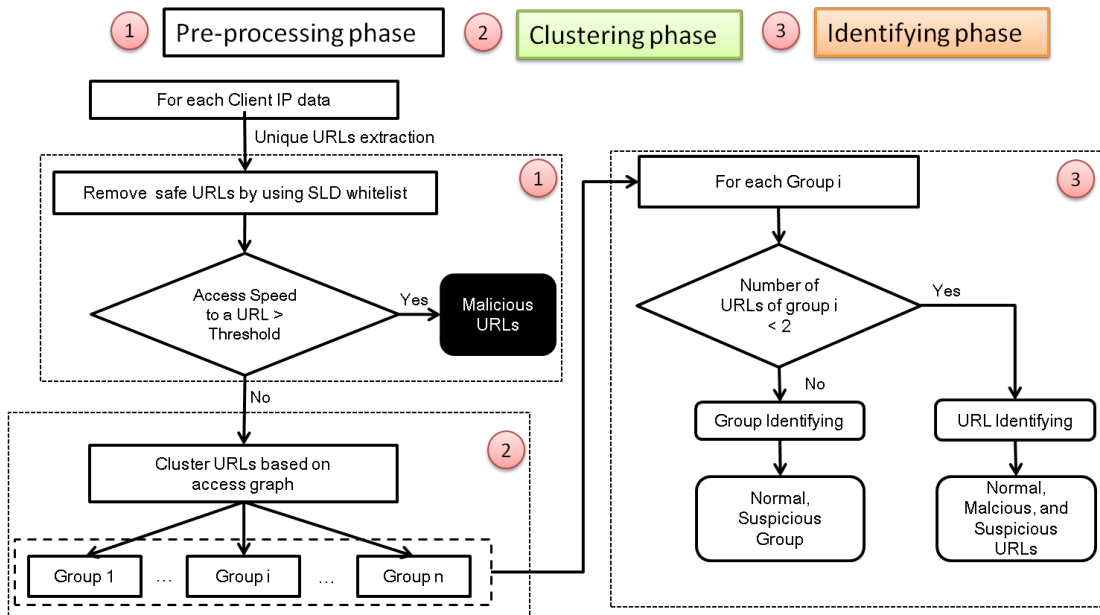 1 Pre-processing phase
2 Clustering phase
3 Identifying phase
For each Client IP data
Unique URLs extraction
1
Remove safe URLs by using SLD whitelist
Access Speed
to a URL >
Threshold
Yes
Malicious
URLs
No
2
Cluster URLs based on
access graph
Group 1 ... Group i ... Group n
3
For each Group i
Number of
URLs of group i
< 2
Yes
No
Group Identifying
URL Identifying
Normal,
Suspicious
Group
Normal,
Malcious, and
Suspicious
URLs